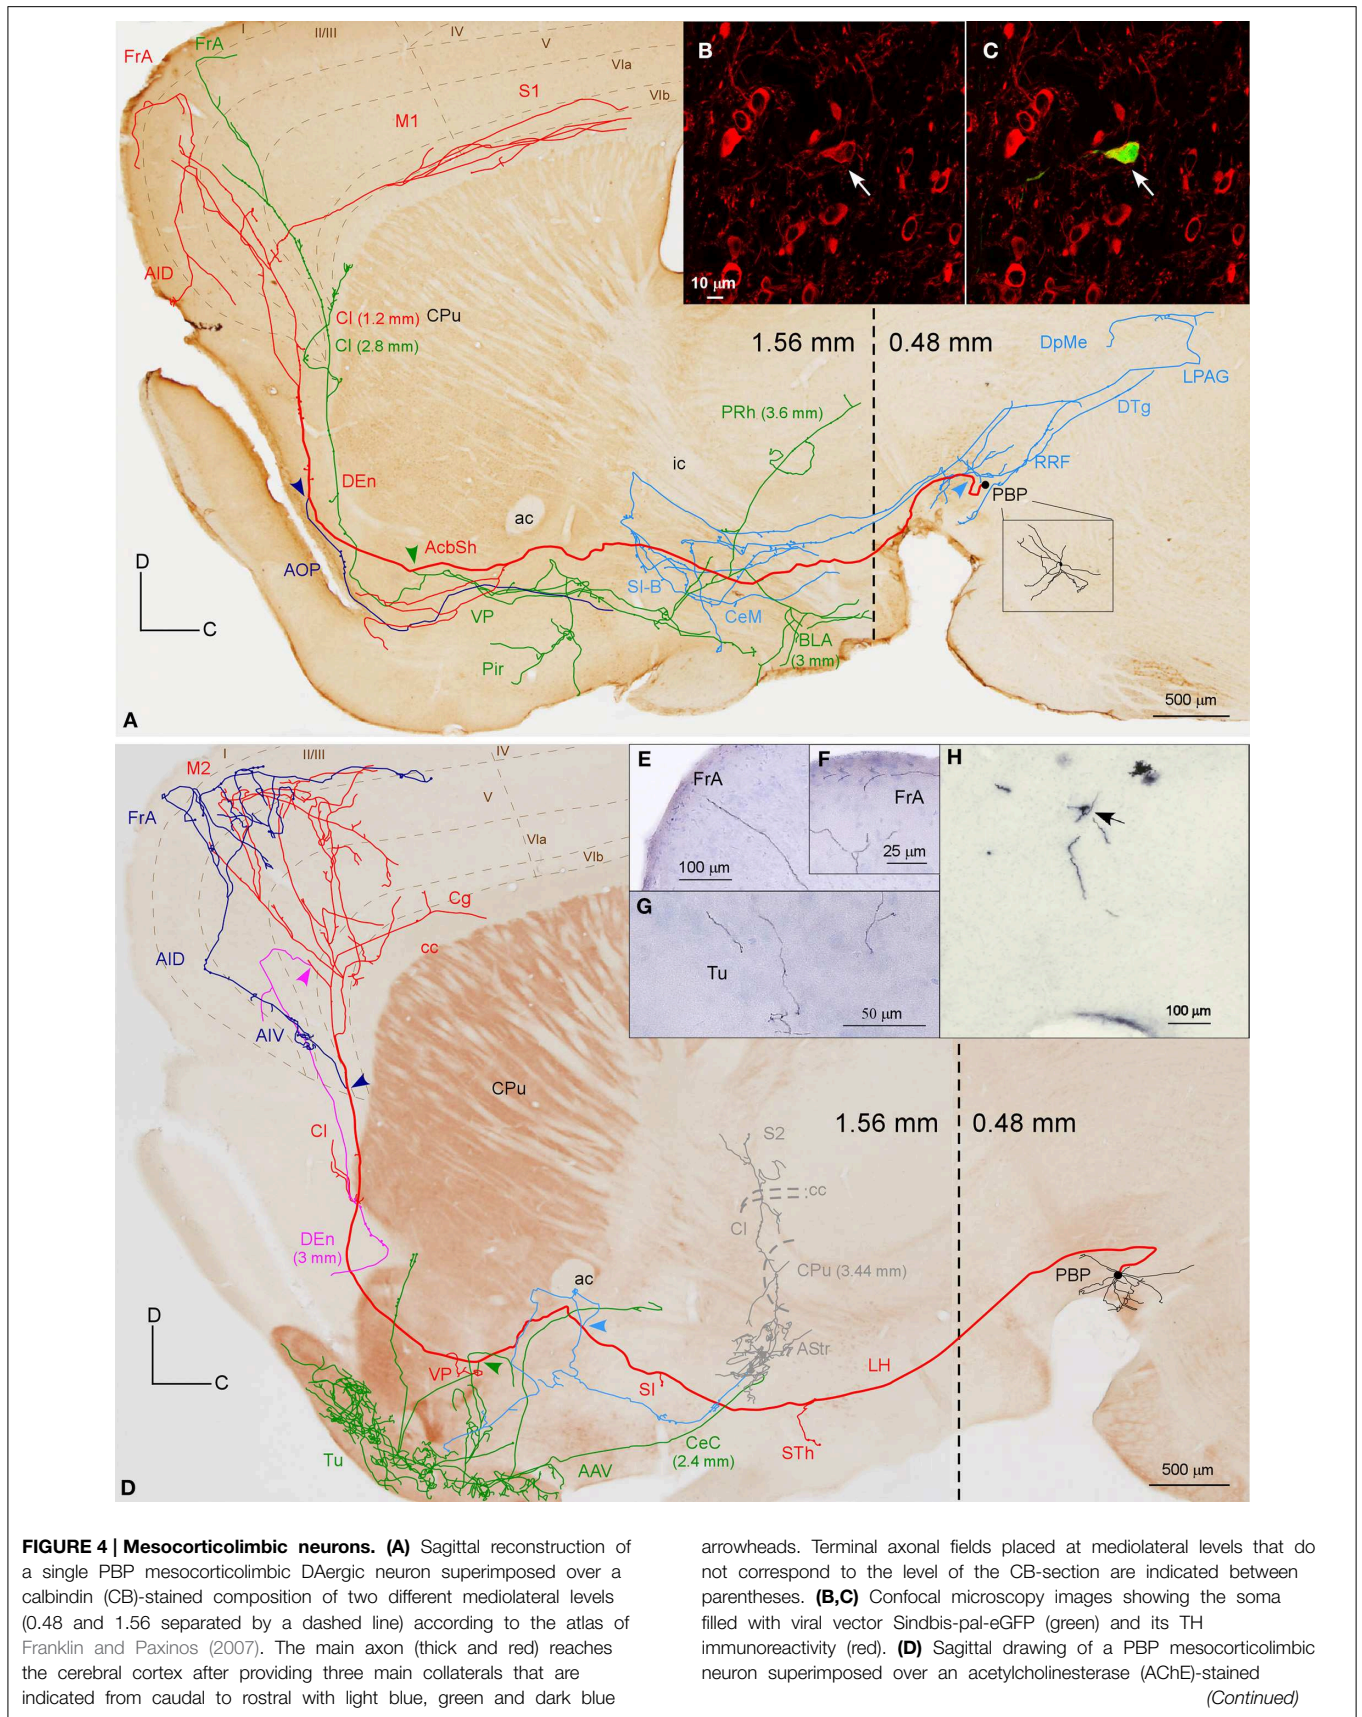 I
II/III
IV
V
VIa
VIb
FrA
FrA
S1
M1
B
C
10 µm
AID
Cl (1.2 mm)
CPu
Cl (2.8 mm)
1.56 mm
0.48 mm
DpMe
LPAG
DTg
PRh (3.6 mm)
ic
RRF
PBP
DEn
ac
AcbSh
D
C
AOP
SI-B
CeM
VP
BLA
(3 mm)
Pir
500 µm
A
I
II/III
IV
M2
V
FrA
VIa
VIb
E
FrA
100 µm
F
FrA
25 µm
H
G
Tu
50 µm
100 µm
Cg
cc
AID
AIV
CPu
1.56 mm
0.48 mm
Cl
S2
cc
Cl
DEn
(3 mm)
CPu (3.44 mm)
ac
PBP
D
C
AStr
VP
SI
LH
Tu
CeC
(2.4 mm)
STh
AAV
500 µm
D
FIGURE 4 | Mesocorticolimbic neurons. (A) Sagittal reconstruction of
a single PBP mesocorticolimbic DAergic neuron superimposed over a
calbindin (CB)-stained composition of two different mediolateral levels
(0.48 and 1.56 separated by a dashed line) according to the atlas of
Franklin and Paxinos (2007). The main axon (thick and red) reaches
the cerebral cortex after providing three main collaterals that are
indicated from caudal to rostral with light blue, green and dark blue
arrowheads. Terminal axonal fields placed at mediolateral levels that do
not correspond to the level of the CB-section are indicated between
parentheses. (B,C) Confocal microscopy images showing the soma
filled with viral vector Sindbis-pal-eGFP (green) and its TH
immunoreactivity (red). (D) Sagittal drawing of a PBP mesocorticolimbic
neuron superimposed over an acetylcholinesterase (AChE)-stained
(Continued)